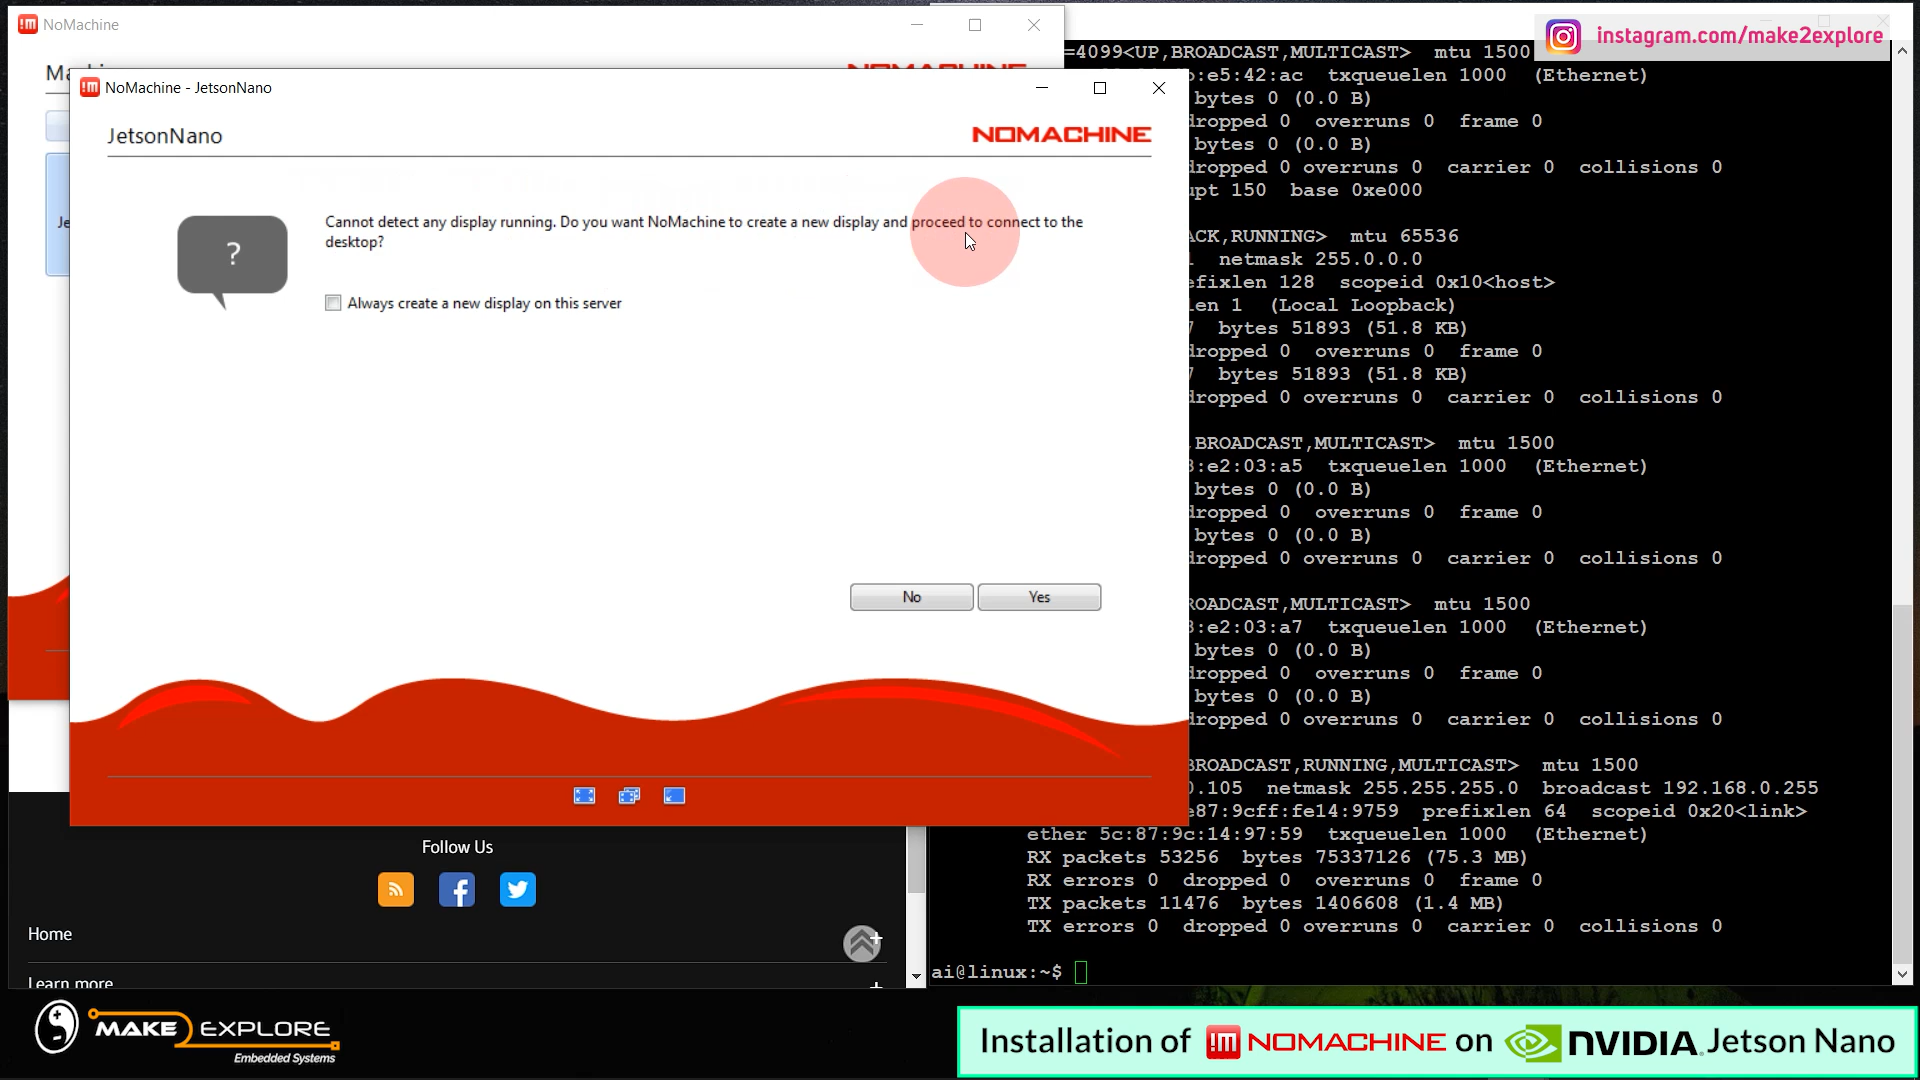 NoMachine
instagram.com/make2explore
NoMachine - JetsonNano
JetsonNano
NOMACHINE
?
Cannot detect any display running. Do you want NoMachine to create a new display and proceed to connect to the
desktop?
Always create a new display on this server
No
Yes
=4099<UP,BROADCAST,MULTICAST>  mtu 1500
:e5:42:ac  txqueuelen 1000  (Ethernet)
bytes 0 (0.0 B)
dropped 0  overruns 0  frame 0
bytes 0 (0.0 B)
dropped 0 overruns 0  carrier 0  collisions 0
upt 150  base 0xe000
CK,RUNNING>  mtu 65536
netmask 255.0.0.0
efixlen 128  scopeid 0x10<host>
len 1  (Local Loopback)
bytes 51893 (51.8 KB)
dropped 0  overruns 0  frame 0
bytes 51893 (51.8 KB)
dropped 0 overruns 0  carrier 0  collisions 0
,BROADCAST,MULTICAST>  mtu 1500
:e2:03:a5  txqueuelen 1000  (Ethernet)
bytes 0 (0.0 B)
dropped 0  overruns 0  frame 0
bytes 0 (0.0 B)
dropped 0 overruns 0  carrier 0  collisions 0
ROADCAST,MULTICAST>  mtu 1500
:e2:03:a7  txqueuelen 1000  (Ethernet)
bytes 0 (0.0 B)
dropped 0  overruns 0  frame 0
bytes 0 (0.0 B)
dropped 0 overruns 0  carrier 0  collisions 0
BROADCAST,RUNNING,MULTICAST>  mtu 1500
0.105  netmask 255.255.255.0  broadcast 192.168.0.255
e87:9cff:fe14:9759  prefixlen 64  scopeid 0x20<link>
ether 5c:87:9c:14:97:59  txqueuelen 1000  (Ethernet)
RX packets 53256  bytes 75337126 (75.3 MB)
RX errors 0  dropped 0  overruns 0  frame 0
TX packets 11476  bytes 1406608 (1.4 MB)
TX errors 0  dropped 0 overruns 0  carrier 0  collisions 0
ai@linux:~$
Follow Us
Home
Learn more
MAKE EXPLORE
Embedded Systems
Installation of !m NOMACHINE on NVIDIA. Jetson Nano